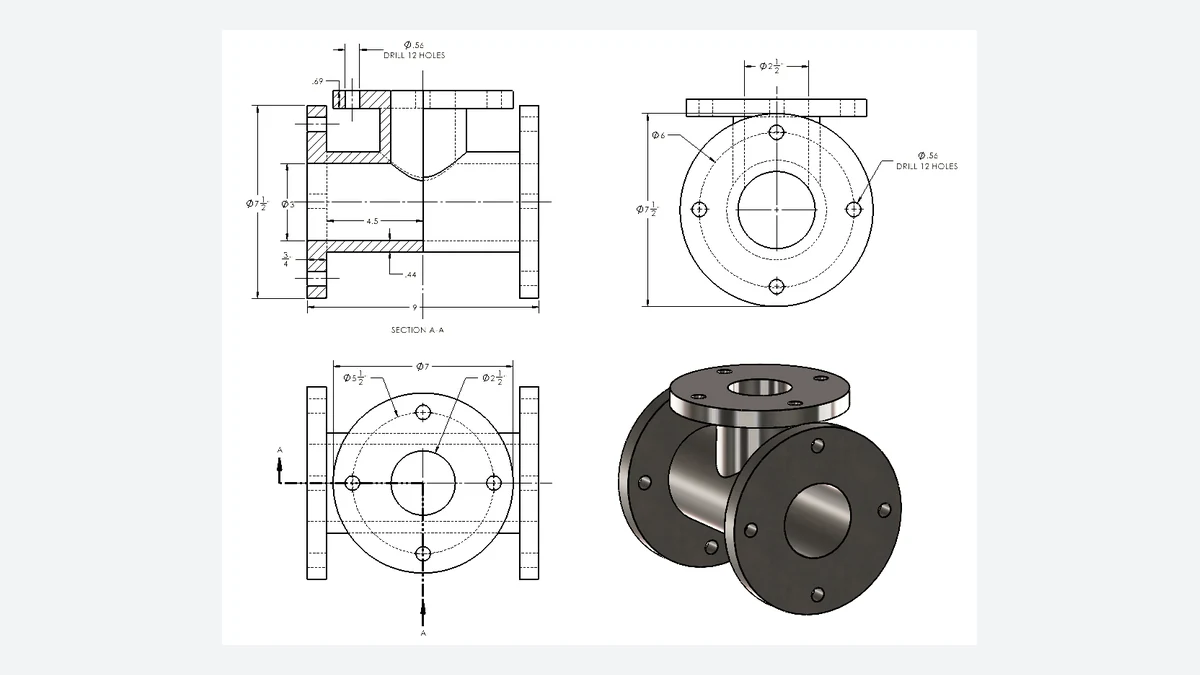 Ø.56
DRILL 12 HOLES
.69
Ø7 1/2"
Ø3
4.5
3/4"
.44
9
SECTION A-A
Ø2 1/2"
Ø6
Ø.56
DRILL 12 HOLES
Ø7 1/2"
Ø7
Ø5 1/2"
Ø2 1/2"
A
A